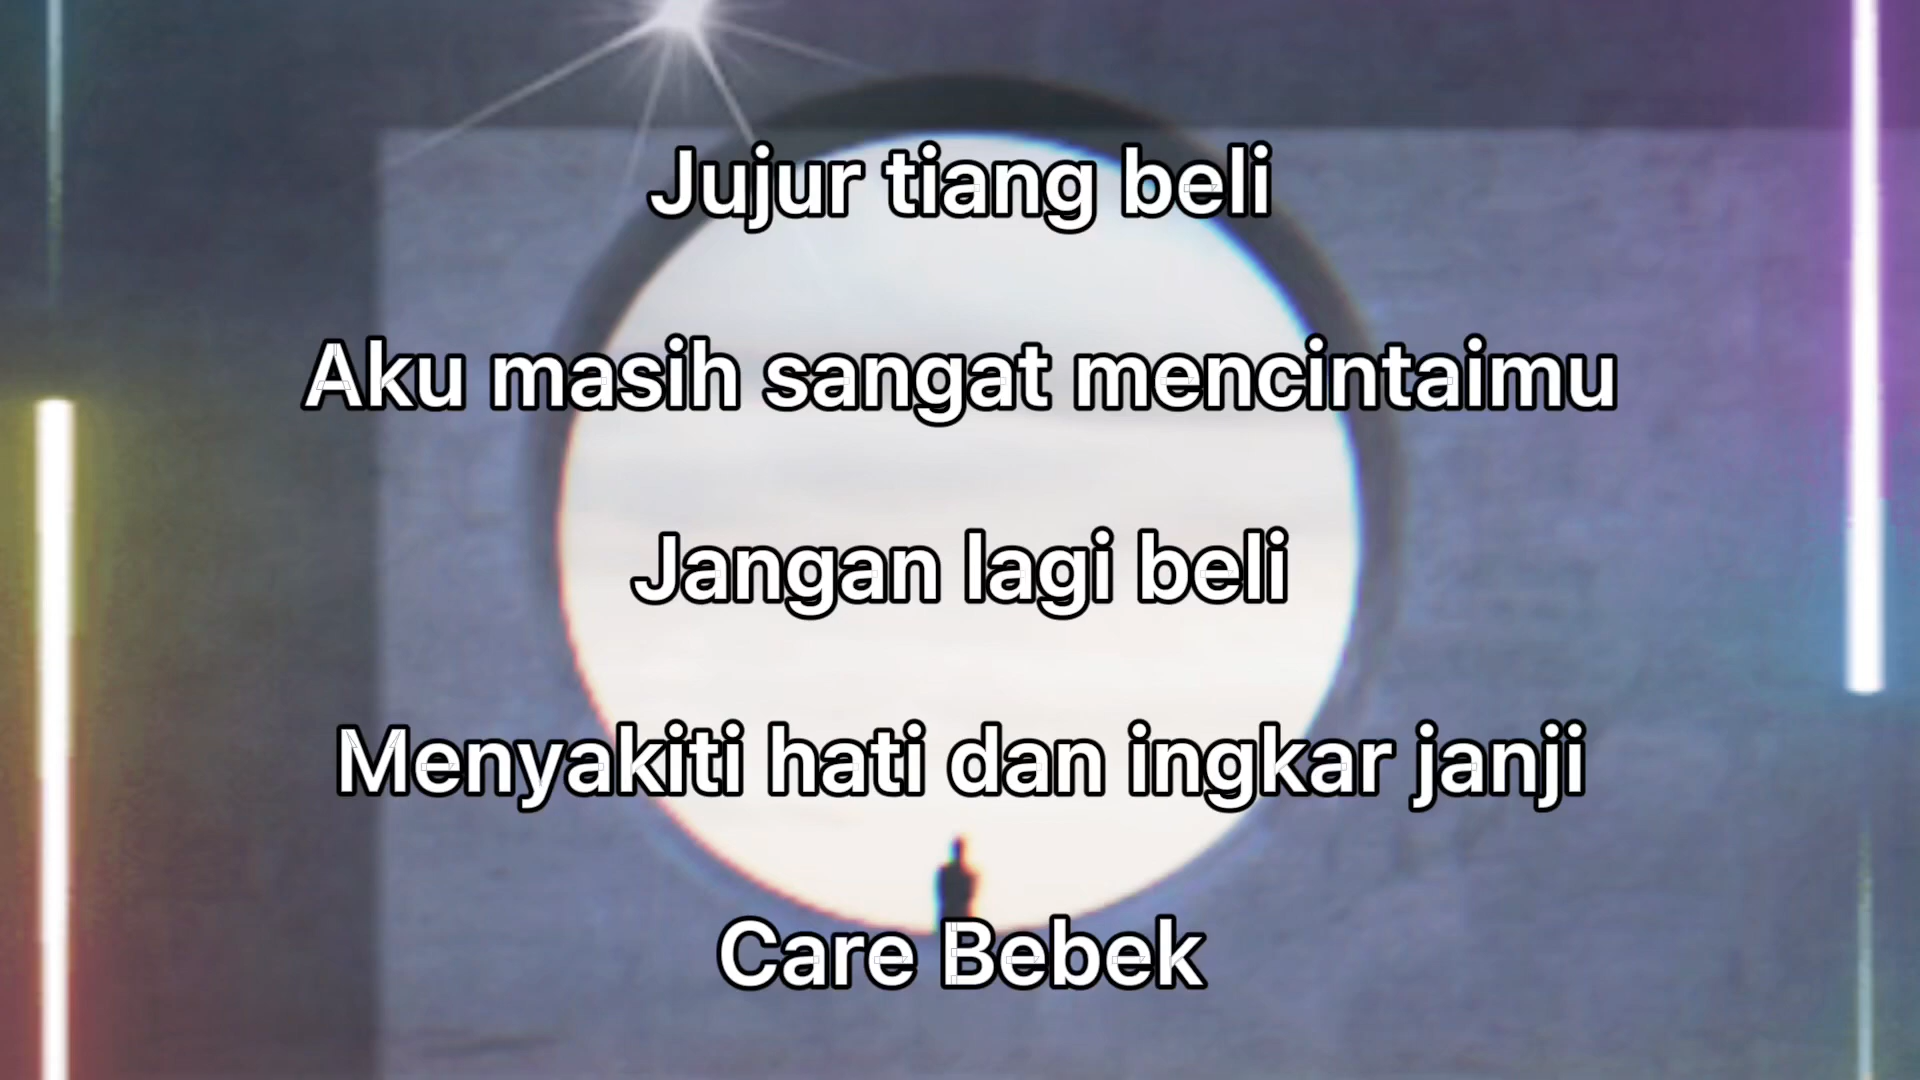 Jujur tiang beli
Aku masih sangat mencintaimu
Jangan lagi beli
Menyakiti hati dan ingkar janji
Care Bebek